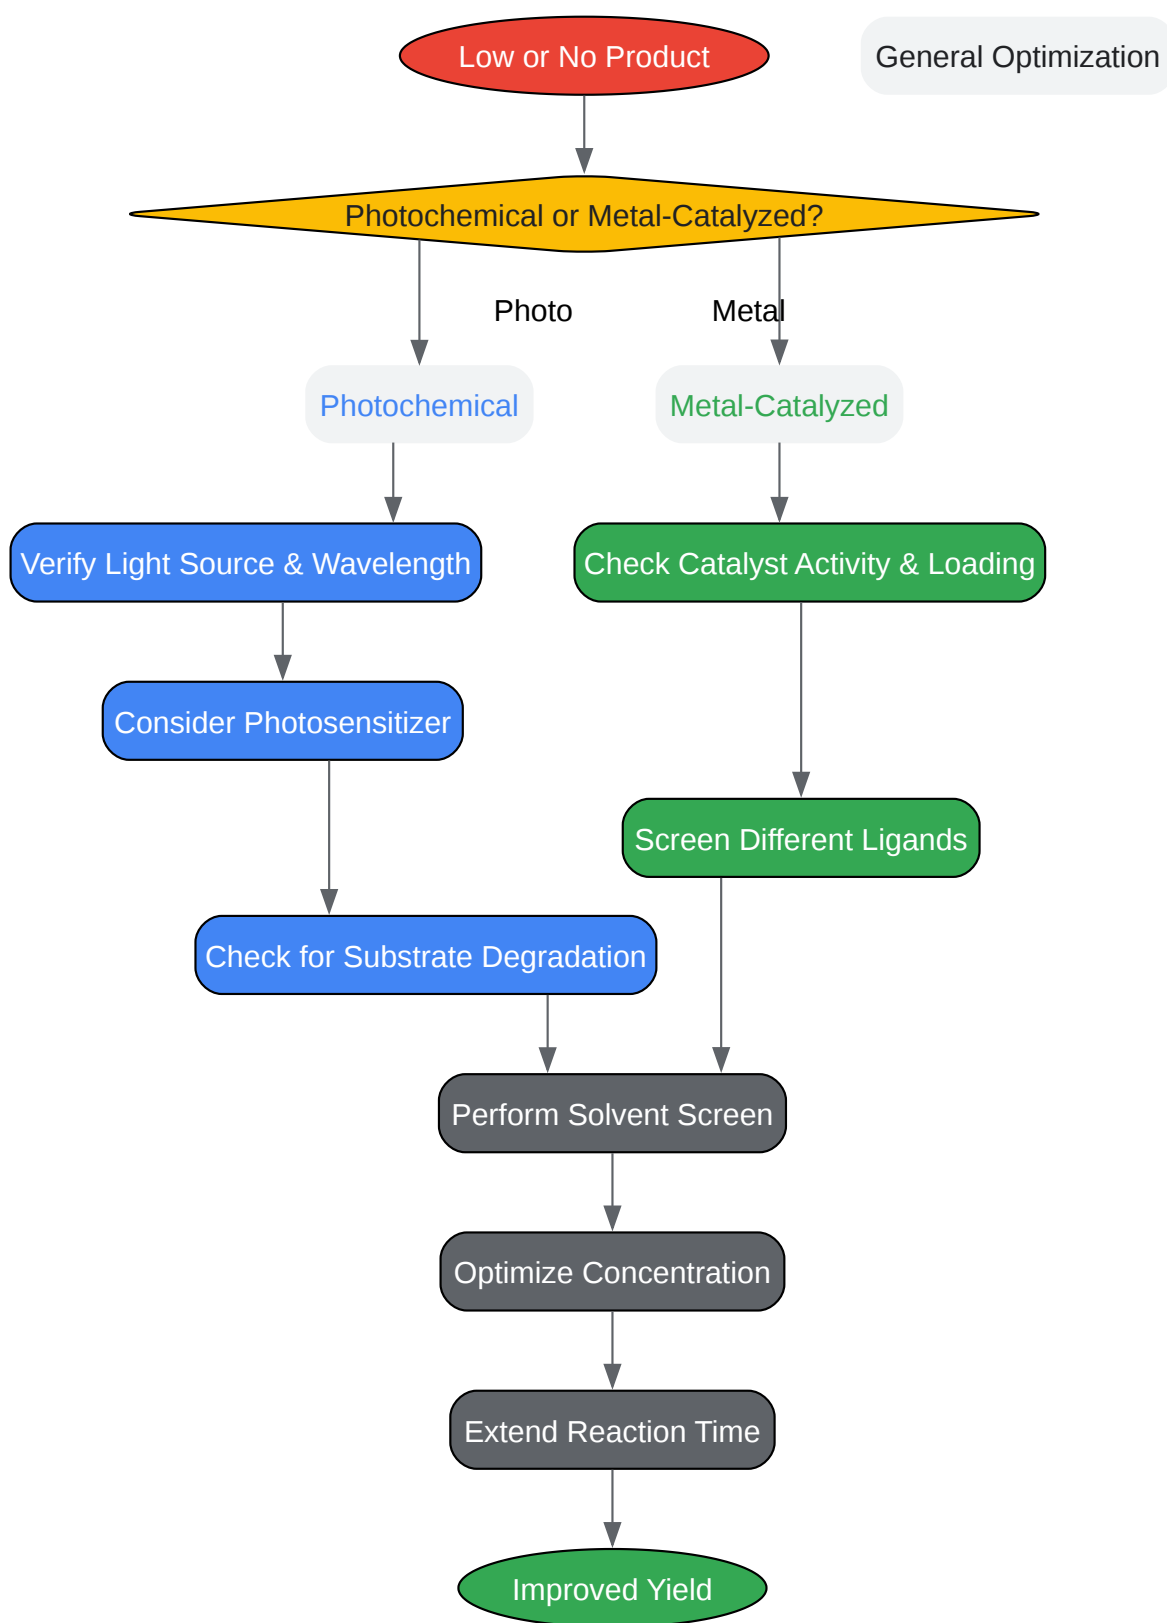 Low or No Product
General Optimization
Photochemical or Metal-Catalyzed?
Photo
Metal
Photochemical
Metal-Catalyzed
Verify Light Source & Wavelength
Check Catalyst Activity & Loading
Consider Photosensitizer
Screen Different Ligands
Check for Substrate Degradation
Perform Solvent Screen
Optimize Concentration
Extend Reaction Time
Improved Yield